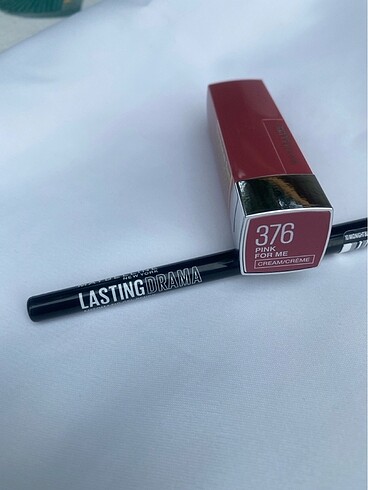 376
PINK
FOR ME
CREAM/CRÈME
NEW YORK
LASTING DRAMA